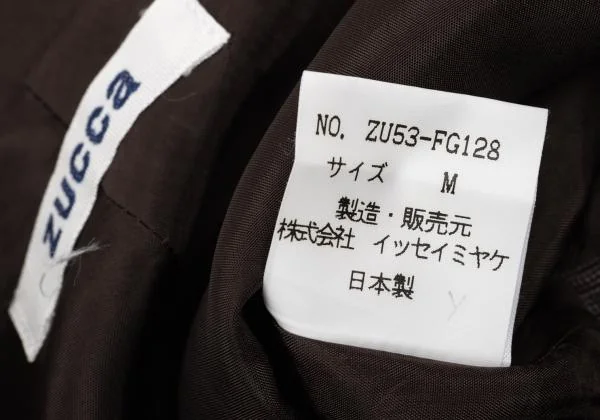 zucca
NO. ZU53-FG128
サイズ M
製造・販売元
株式会社 イッセイミヤケ
日本製